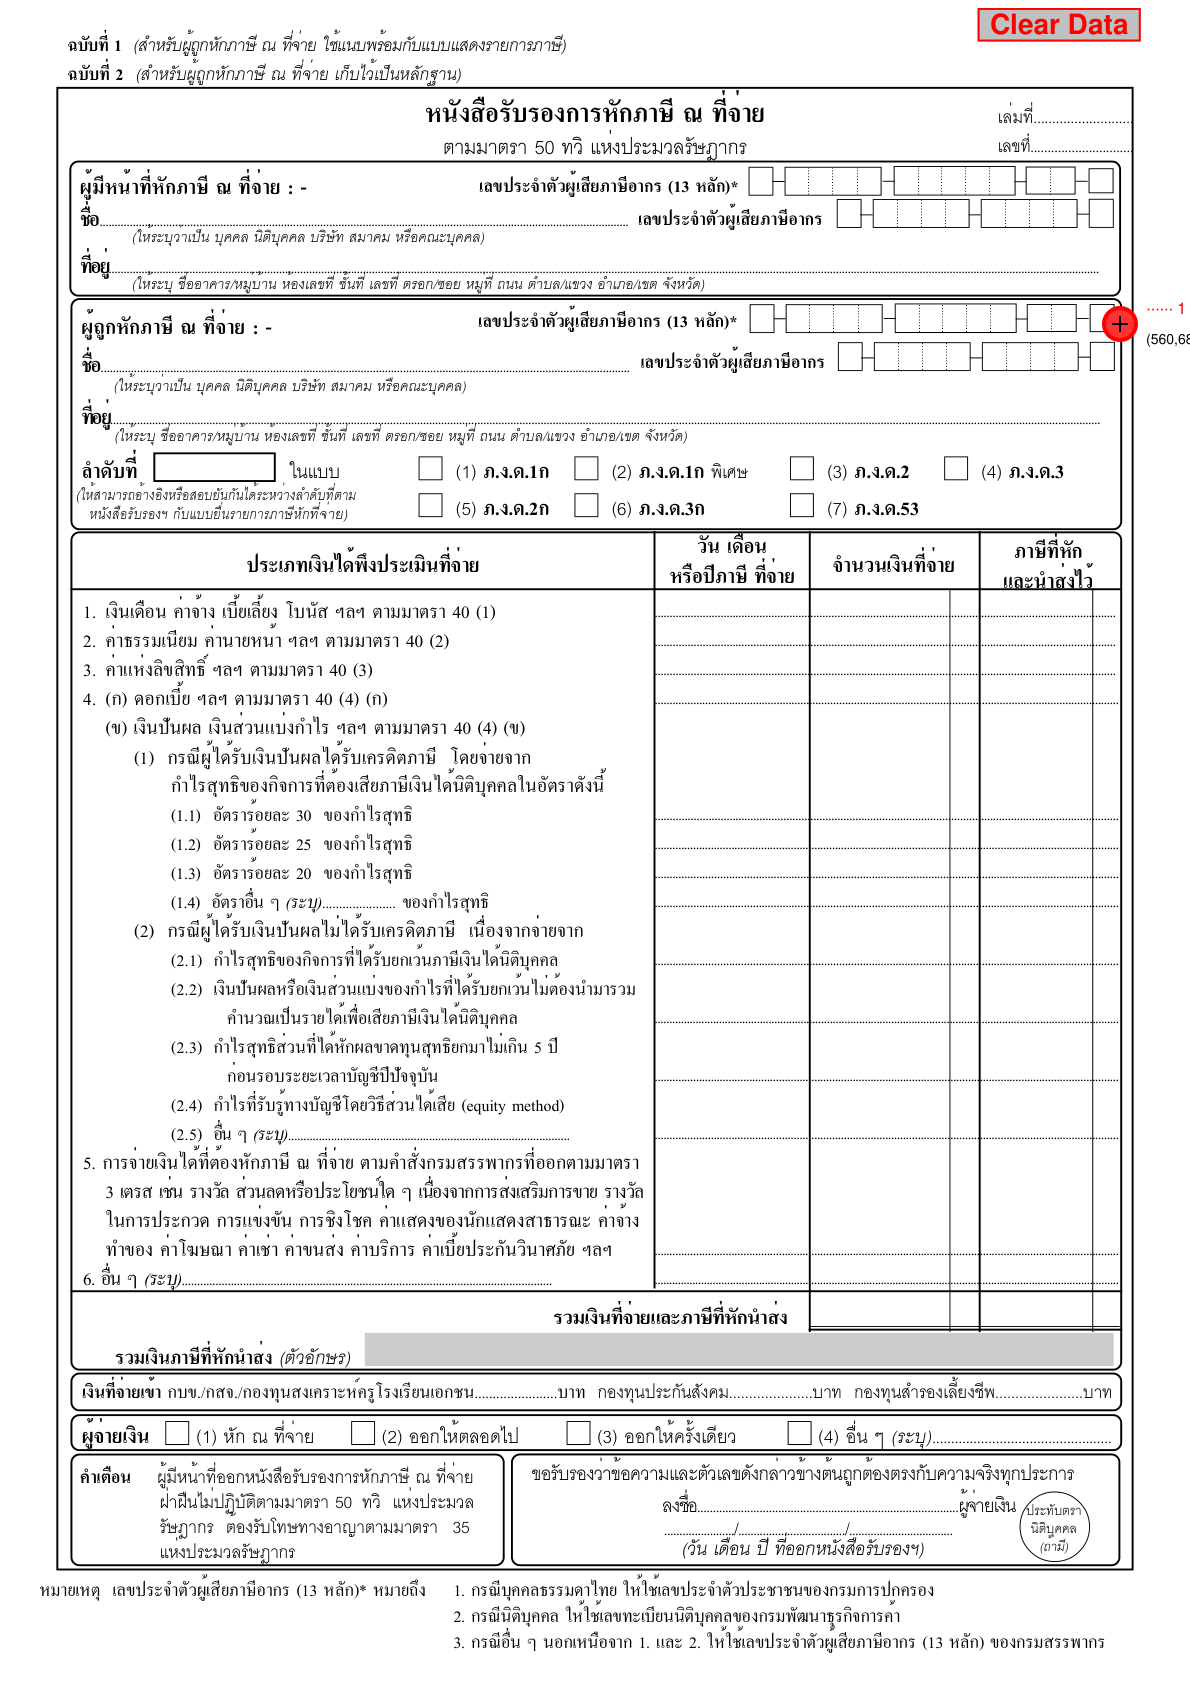 Clear Data
ฉบับที่ 1 (สำหรับผู้ถูกหักภาษี ณ ที่จ่าย ใช้แนบพร้อมกับแบบแสดงรายการภาษี)
ฉบับที่ 2 (สำหรับผู้ถูกหักภาษี ณ ที่จ่าย เก็บไว้เป็นหลักฐาน)
หนังสือรับรองการหักภาษี ณ ที่จ่าย
เล่มที่
ตามมาตรา 50 ทวิ แห่งประมวลรัษฎากร
เลขที่
ผู้มีหน้าที่หักภาษี ณ ที่จ่าย : - เลขประจำตัวผู้เสียภาษีอากร (13 หลัก)*
ชื่อ เลขประจำตัวผู้เสียภาษีอากร
(ให้ระบุว่าเป็น บุคคล นิติบุคคล บริษัท สมาคม หรือคณะบุคคล)
ที่อยู่
(ให้ระบุ ชื่ออาคาร/หมู่บ้าน ห้องเลขที่ ชั้นที่ เลขที่ ตรอก/ซอย หมู่ที่ ถนน ตำบล/แขวง อำเภอ/เขต จังหวัด)
ผู้ถูกหักภาษี ณ ที่จ่าย : - เลขประจำตัวผู้เสียภาษีอากร (13 หลัก)*
1
(560,68
ชื่อ เลขประจำตัวผู้เสียภาษีอากร
(ให้ระบุว่าเป็น บุคคล นิติบุคคล บริษัท สมาคม หรือคณะบุคคล)
ที่อยู่
(ให้ระบุ ชื่ออาคาร/หมู่บ้าน ห้องเลขที่ ชั้นที่ เลขที่ ตรอก/ซอย หมู่ที่ ถนน ตำบล/แขวง อำเภอ/เขต จังหวัด)
ลำดับที่ ในแบบ (1) ภ.ง.ด.1ก (2) ภ.ง.ด.1ก พิเศษ (3) ภ.ง.ด.2 (4) ภ.ง.ด.3
(ให้สามารถอ้างอิงหรือสอบยันกันได้ระหว่างลำดับที่ตาม
หนังสือรับรองฯ กับแบบยื่นรายการภาษีหักที่จ่าย) (5) ภ.ง.ด.2ก (6) ภ.ง.ด.3ก (7) ภ.ง.ด.53
ประเภทเงินได้พึงประเมินที่จ่าย
วัน เดือน
หรือปีภาษี ที่จ่าย
จำนวนเงินที่จ่าย
ภาษีที่หัก
และนำส่งไว้
1. เงินเดือน ค่าจ้าง เบี้ยเลี้ยง โบนัส ฯลฯ ตามมาตรา 40 (1)
2. ค่าธรรมเนียม ค่านายหน้า ฯลฯ ตามมาตรา 40 (2)
3. ค่าแห่งลิขสิทธิ์ ฯลฯ ตามมาตรา 40 (3)
4. (ก) ดอกเบี้ย ฯลฯ ตามมาตรา 40 (4) (ก)
(ข) เงินปันผล เงินส่วนแบ่งกำไร ฯลฯ ตามมาตรา 40 (4) (ข)
(1) กรณีผู้ได้รับเงินปันผลได้รับเครดิตภาษี โดยจ่ายจาก
กำไรสุทธิของกิจการที่ต้องเสียภาษีเงินได้นิติบุคคลในอัตราดังนี้
(1.1) อัตราร้อยละ 30 ของกำไรสุทธิ
(1.2) อัตราร้อยละ 25 ของกำไรสุทธิ
(1.3) อัตราร้อยละ 20 ของกำไรสุทธิ
(1.4) อัตราอื่น ๆ (ระบุ)...................... ของกำไรสุทธิ
(2) กรณีผู้ได้รับเงินปันผลไม่ได้รับเครดิตภาษี เนื่องจากจ่ายจาก
(2.1) กำไรสุทธิของกิจการที่ได้รับยกเว้นภาษีเงินได้นิติบุคคล
(2.2) เงินปันผลหรือเงินส่วนแบ่งของกำไรที่ได้รับยกเว้นไม่ต้องนำมารวม
คำนวณเป็นรายได้เพื่อเสียภาษีเงินได้นิติบุคคล
(2.3) กำไรสุทธิส่วนที่ได้หักผลขาดทุนสุทธิยกมาไม่เกิน 5 ปี
ก่อนรอบระยะเวลาบัญชีปีปัจจุบัน
(2.4) กำไรที่รับรู้ทางบัญชีโดยวิธีส่วนได้เสีย (equity method)
(2.5) อื่น ๆ (ระบุ)
5. การจ่ายเงินได้ที่ต้องหักภาษี ณ ที่จ่าย ตามคำสั่งกรมสรรพากรที่ออกตามมาตรา
3 เตรส เช่น รางวัล ส่วนลดหรือประโยชน์ใด ๆ เนื่องจากการส่งเสริมการขาย รางวัล
ในการประกวด การแข่งขัน การชิงโชค ค่าแสดงของนักแสดงสาธารณะ ค่าจ้าง
ทำของ ค่าโฆษณา ค่าเช่า ค่าขนส่ง ค่าบริการ ค่าเบี้ยประกันวินาศภัย ฯลฯ
6. อื่น ๆ (ระบุ)
รวมเงินที่จ่ายและภาษีที่หักนำส่ง
รวมเงินภาษีที่หักนำส่ง (ตัวอักษร)
เงินที่จ่ายเข้า กบข./กสจ./กองทุนสงเคราะห์ครูโรงเรียนเอกชน....................บาท กองทุนประกันสังคม....................บาท กองทุนสำรองเลี้ยงชีพ....................บาท
ผู้จ่ายเงิน (1) หัก ณ ที่จ่าย (2) ออกให้ตลอดไป (3) ออกให้ครั้งเดียว (4) อื่น ๆ (ระบุ)
คำเตือน ผู้มีหน้าที่ออกหนังสือรับรองการหักภาษี ณ ที่จ่าย
ฝ่าฝืนไม่ปฏิบัติตามมาตรา 50 ทวิ แห่งประมวล
รัษฎากร ต้องรับโทษทางอาญาตามมาตรา 35
แห่งประมวลรัษฎากร
ขอรับรองว่าข้อความและตัวเลขดังกล่าวข้างต้นถูกต้องตรงกับความจริงทุกประการ
ลงชื่อ....................ผู้จ่ายเงิน
..................../..................../....................
(วัน เดือน ปี ที่ออกหนังสือรับรองฯ)
ประทับตรา
นิติบุคคล
(ถ้ามี)
หมายเหตุ เลขประจำตัวผู้เสียภาษีอากร (13 หลัก)* หมายถึง 1. กรณีบุคคลธรรมดาไทย ให้ใช้เลขประจำตัวประชาชนของกรมการปกครอง
2. กรณีนิติบุคคล ให้ใช้เลขทะเบียนนิติบุคคลของกรมพัฒนาธุรกิจการค้า
3. กรณีอื่น ๆ นอกเหนือจาก 1. และ 2. ให้ใช้เลขประจำตัวผู้เสียภาษีอากร (13 หลัก) ของกรมสรรพากร